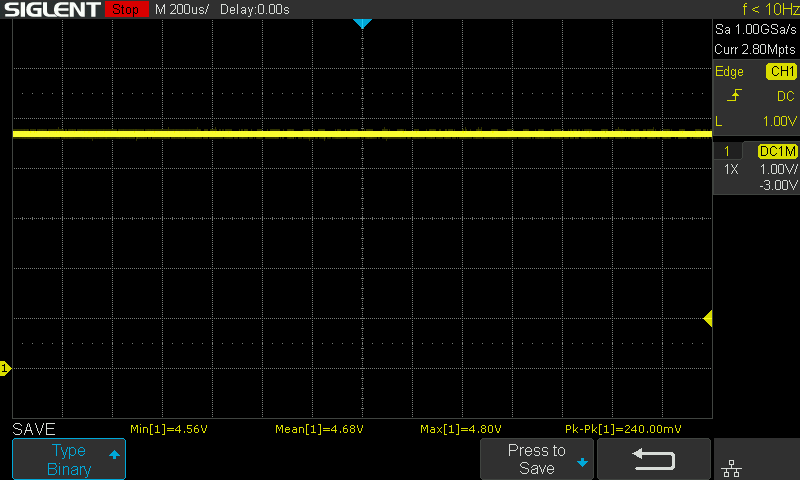 SIGLENT Stop M 200us/ Delay:0.00s f < 10Hz
Sa 1.00GSa/s
Curr 2.80Mpts
Edge CH1
DC
L 1.00V
1 DC1M
1X 1.00V/
-3.00V
1
SAVE Min[1]=4.56V Mean[1]=4.68V Max[1]=4.80V Pk-Pk[1]=240.00mV
Type
Binary
Press to
Save